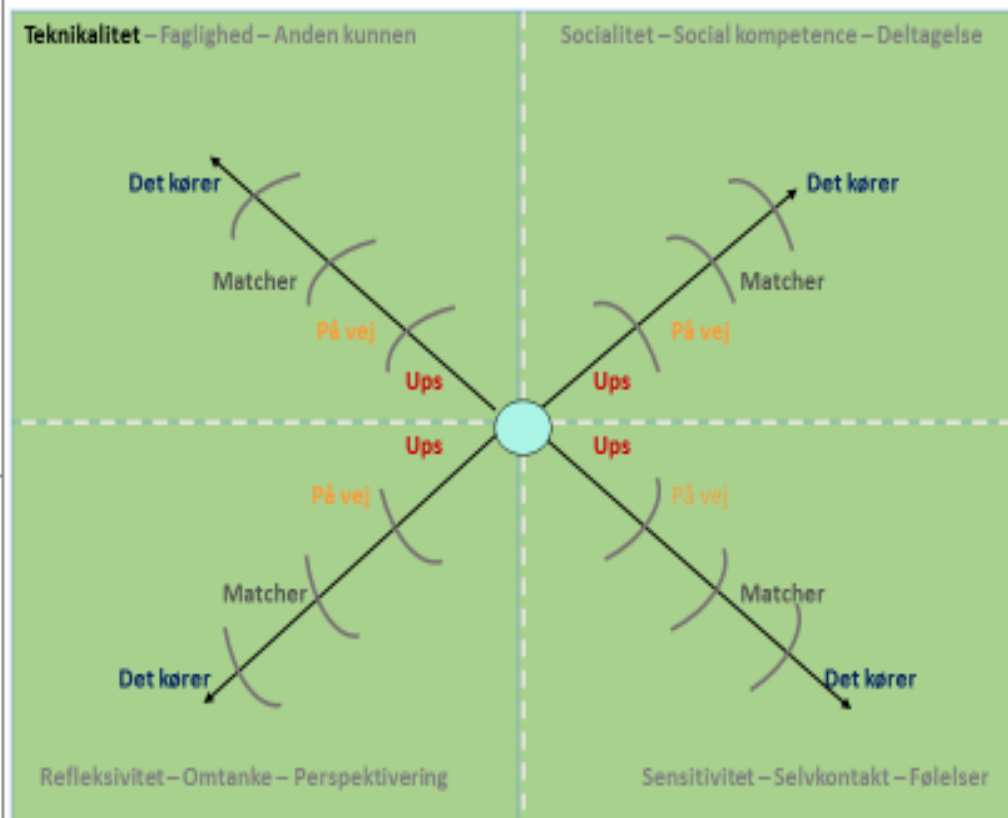 Teknikalitet – Faglighed – Anden kunnen
Socialitet – Social kompetence – Deltagelse
Det kører
Det kører
Matcher
Matcher
På vej
På vej
Ups
Ups
Ups
Ups
På vej
På vej
Matcher
Matcher
Det kører
Det kører
Refleksivitet – Omtanke – Perspektivering
Sensitivitet – Selvkontakt – Følelser